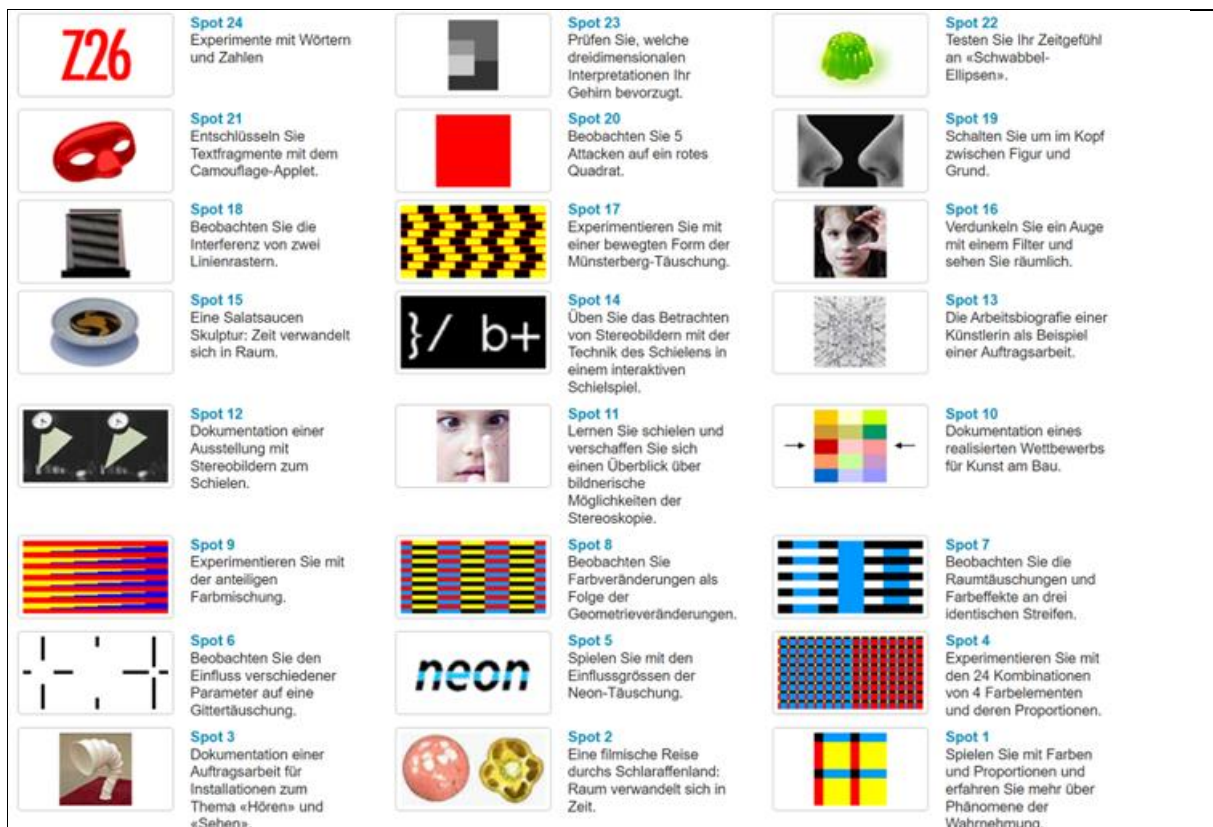 Z26
Spot 24
Experimente mit Wörtern
und Zahlen
Spot 23
Prüfen Sie, welche
dreidimensionalen
Interpretationen Ihr
Gehirn bevorzugt.
Spot 22
Testen Sie Ihr Zeitgefühl
an «Schwabbel-
Ellipsen».
Spot 21
Entschlüsseln Sie
Textfragmente mit dem
Camouflage-Applet.
Spot 20
Beobachten Sie 5
Attacken auf ein rotes
Quadrat.
Spot 19
Schalten Sie um im Kopf
zwischen Figur und
Grund.
Spot 18
Beobachten Sie die
Interferenz von zwei
Linienrastern.
Spot 17
Experimentieren Sie mit
einer bewegten Form der
Münsterberg-Täuschung.
Spot 16
Verdunkeln Sie ein Auge
mit einem Filter und
sehen Sie räumlich.
Spot 15
Eine Salatsaucen
Skulptur: Zeit verwandelt
sich in Raum.
}/ b+
Spot 14
Üben Sie das Betrachten
von Stereobildern mit der
Technik des Schielens in
einem interaktiven
Schielspiel.
Spot 13
Die Arbeitsbiografie einer
Künstlerin als Beispiel
einer Auftragsarbeit.
Spot 12
Dokumentation einer
Ausstellung mit
Stereobildern zum
Schielen.
Spot 11
Lernen Sie schielen und
verschaffen Sie sich
einen Überblick über
bildnerische
Möglichkeiten der
Stereoskopie.
Spot 10
Dokumentation eines
realisierten Wettbewerbs
für Kunst am Bau.
Spot 9
Experimentieren Sie mit
der anteiligen
Farbmischung.
Spot 8
Beobachten Sie
Farbveränderungen als
Folge der
Geometrieveränderungen.
Spot 7
Beobachten Sie die
Raumtäuschungen und
Farbeffekte an drei
identischen Streifen.
Spot 6
Beobachten Sie den
Einfluss verschiedener
Parameter auf eine
Gittertäuschung.
neon
Spot 5
Spielen Sie mit den
Einflussgrössen der
Neon-Täuschung.
Spot 4
Experimentieren Sie mit
den 24 Kombinationen
von 4 Farbelementen
und deren Proportionen.
Spot 3
Dokumentation einer
Auftragsarbeit für
Installationen zum
Thema «Hören» und
«Sehen».
Spot 2
Eine filmische Reise
durchs Schlaraffenland:
Raum verwandelt sich in
Zeit.
Spot 1
Spielen Sie mit Farben
und Proportionen und
erfahren Sie mehr über
Phänomene der
Wahrnehmung.